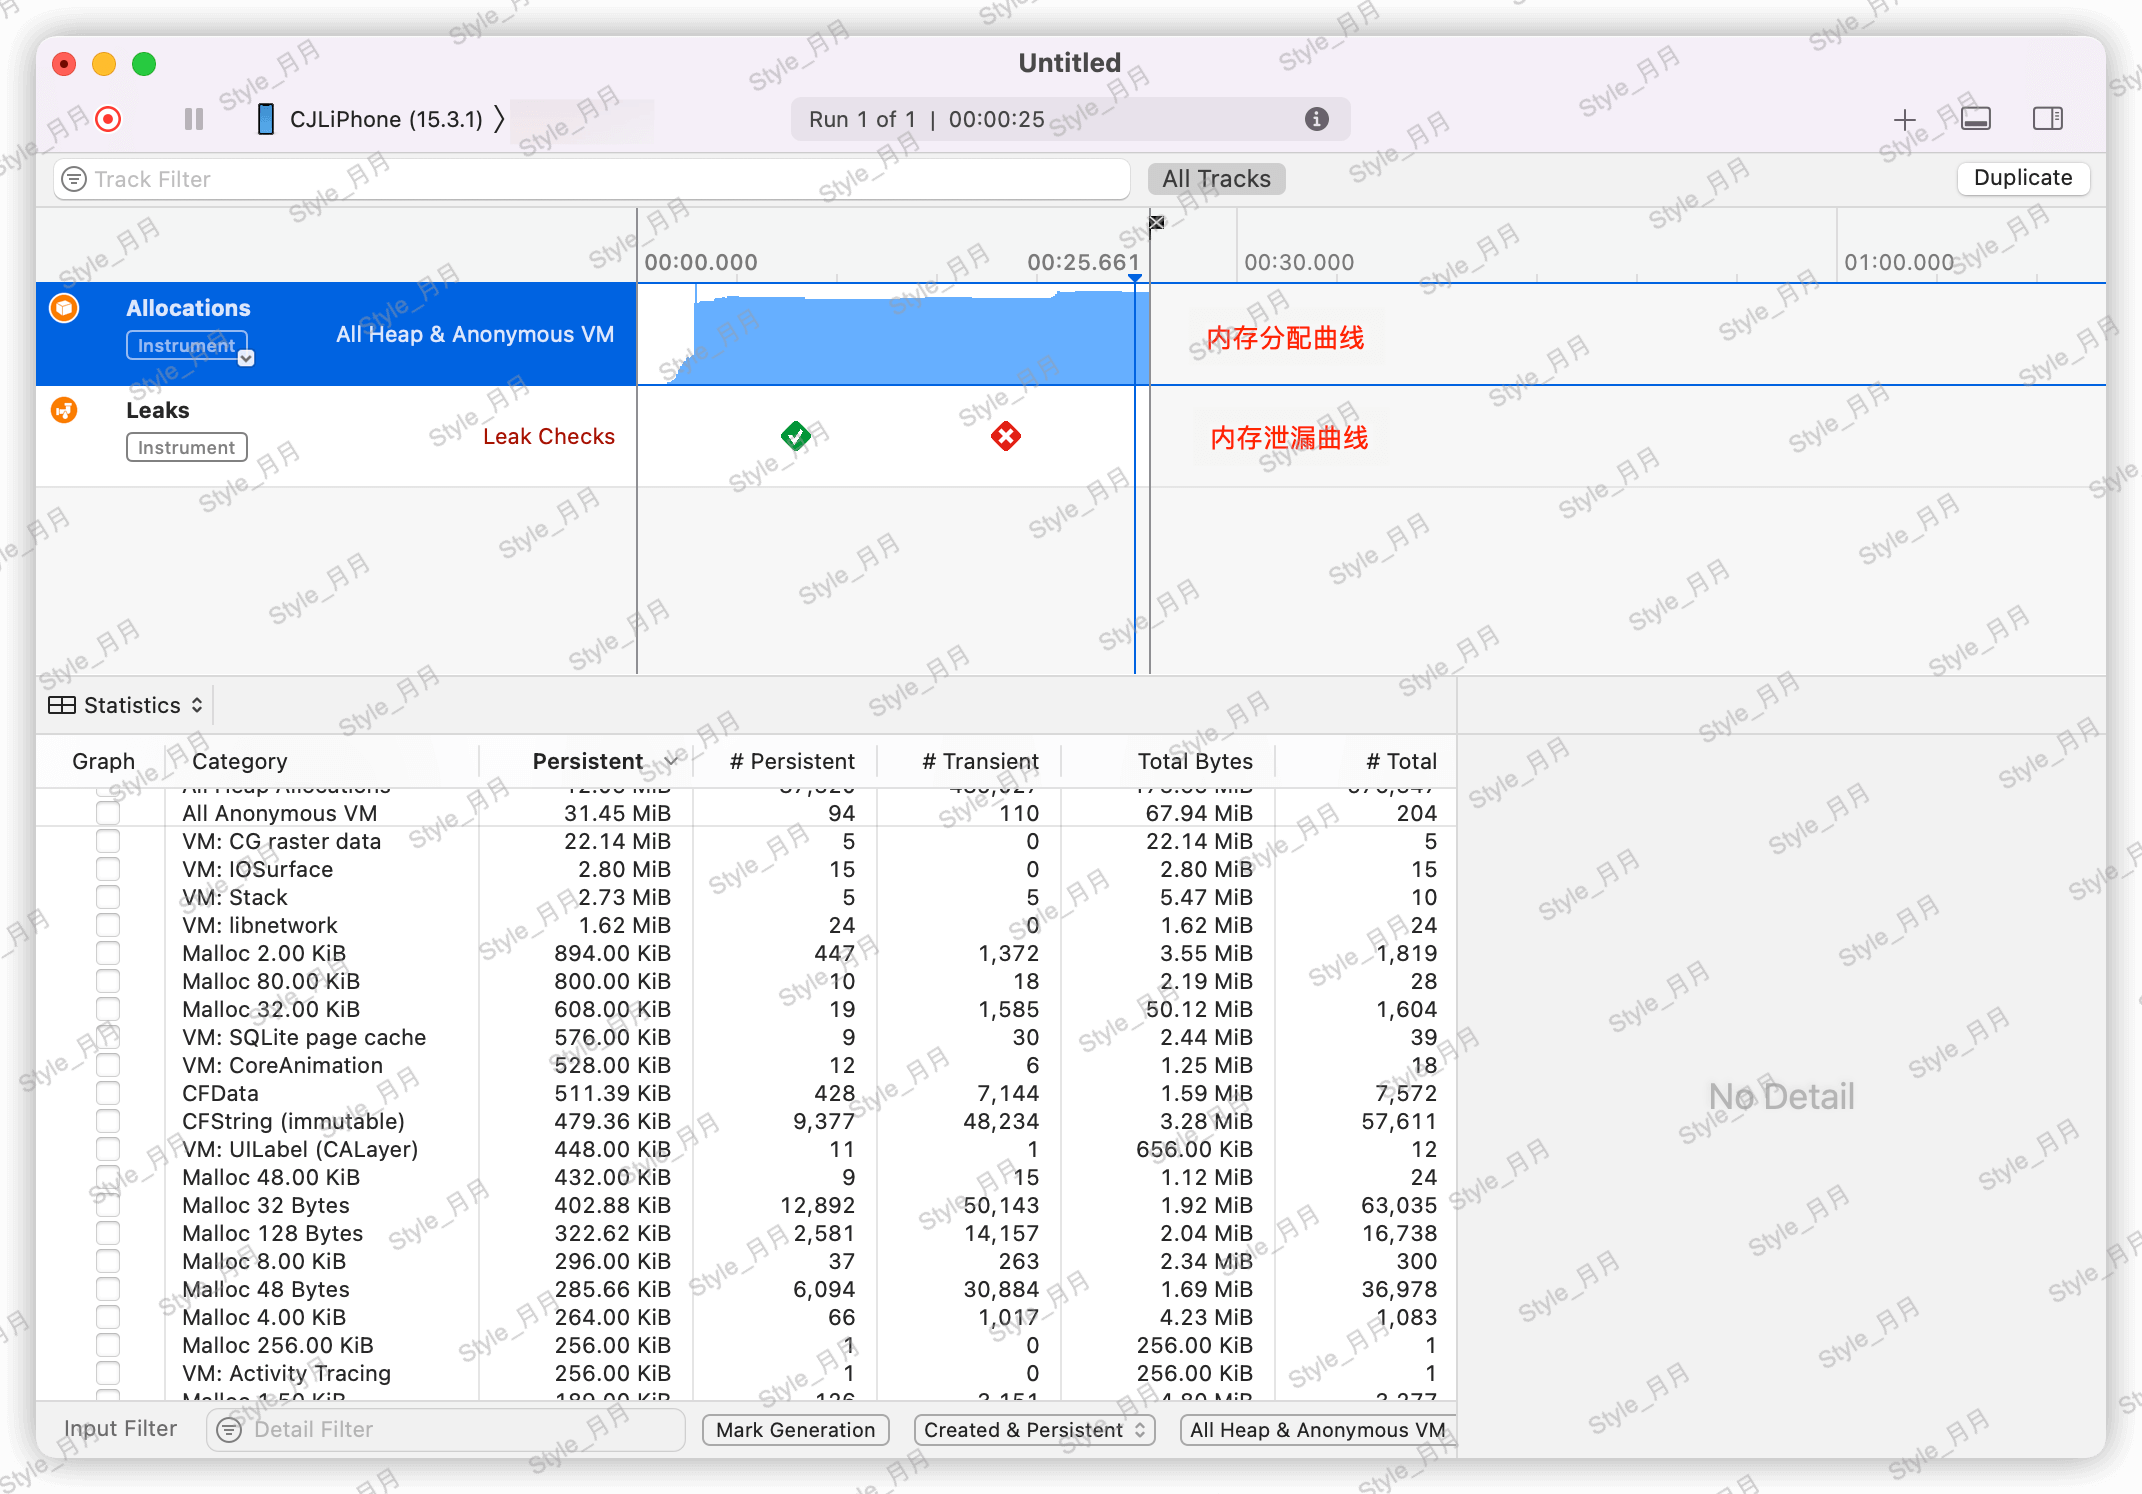 Untitled
CJLiPhone (15.3.1) 〉
Run 1 of 1 | 00:00:25
Track Filter
All Tracks
Duplicate
00:00.000 00:25.661 00:30.000 01:00.000
Allocations
Instrument
All Heap & Anonymous VM
内存分配曲线
Leaks
Instrument
Leak Checks
内存泄漏曲线
Statistics
Graph Category Persistent # Persistent # Transient Total Bytes # Total
All Heap Allocations
All Anonymous VM 31.45 MiB 94 110 67.94 MiB 204
VM: CG raster data 22.14 MiB 5 0 22.14 MiB 5
VM: IOSurface 2.80 MiB 15 0 2.80 MiB 15
VM: Stack 2.73 MiB 5 5 5.47 MiB 10
VM: libnetwork 1.62 MiB 24 0 1.62 MiB 24
Malloc 2.00 KiB 894.00 KiB 447 1,372 3.55 MiB 1,819
Malloc 80.00 KiB 800.00 KiB 10 18 2.19 MiB 28
Malloc 32.00 KiB 608.00 KiB 19 1,585 50.12 MiB 1,604
VM: SQLite page cache 576.00 KiB 9 30 2.44 MiB 39
VM: CoreAnimation 528.00 KiB 12 6 1.25 MiB 18
CFData 511.39 KiB 428 7,144 1.59 MiB 7,572
CFString (immutable) 479.36 KiB 9,377 48,234 3.28 MiB 57,611
VM: UILabel (CALayer) 448.00 KiB 11 1 656.00 KiB 12
Malloc 48.00 KiB 432.00 KiB 9 15 1.12 MiB 24
Malloc 32 Bytes 402.88 KiB 12,892 50,143 1.92 MiB 63,035
Malloc 128 Bytes 322.62 KiB 2,581 14,157 2.04 MiB 16,738
Malloc 8.00 KiB 296.00 KiB 37 263 2.34 MiB 300
Malloc 48 Bytes 285.66 KiB 6,094 30,884 1.69 MiB 36,978
Malloc 4.00 KiB 264.00 KiB 66 1,017 4.23 MiB 1,083
Malloc 256.00 KiB 256.00 KiB 1 0 256.00 KiB 1
VM: Activity Tracing 256.00 KiB 1 0 256.00 KiB 1
Malloc 1.50 KiB
No Detail
Input Filter
Detail Filter
Mark Generation
Created & Persistent
All Heap & Anonymous VM
Style_月月